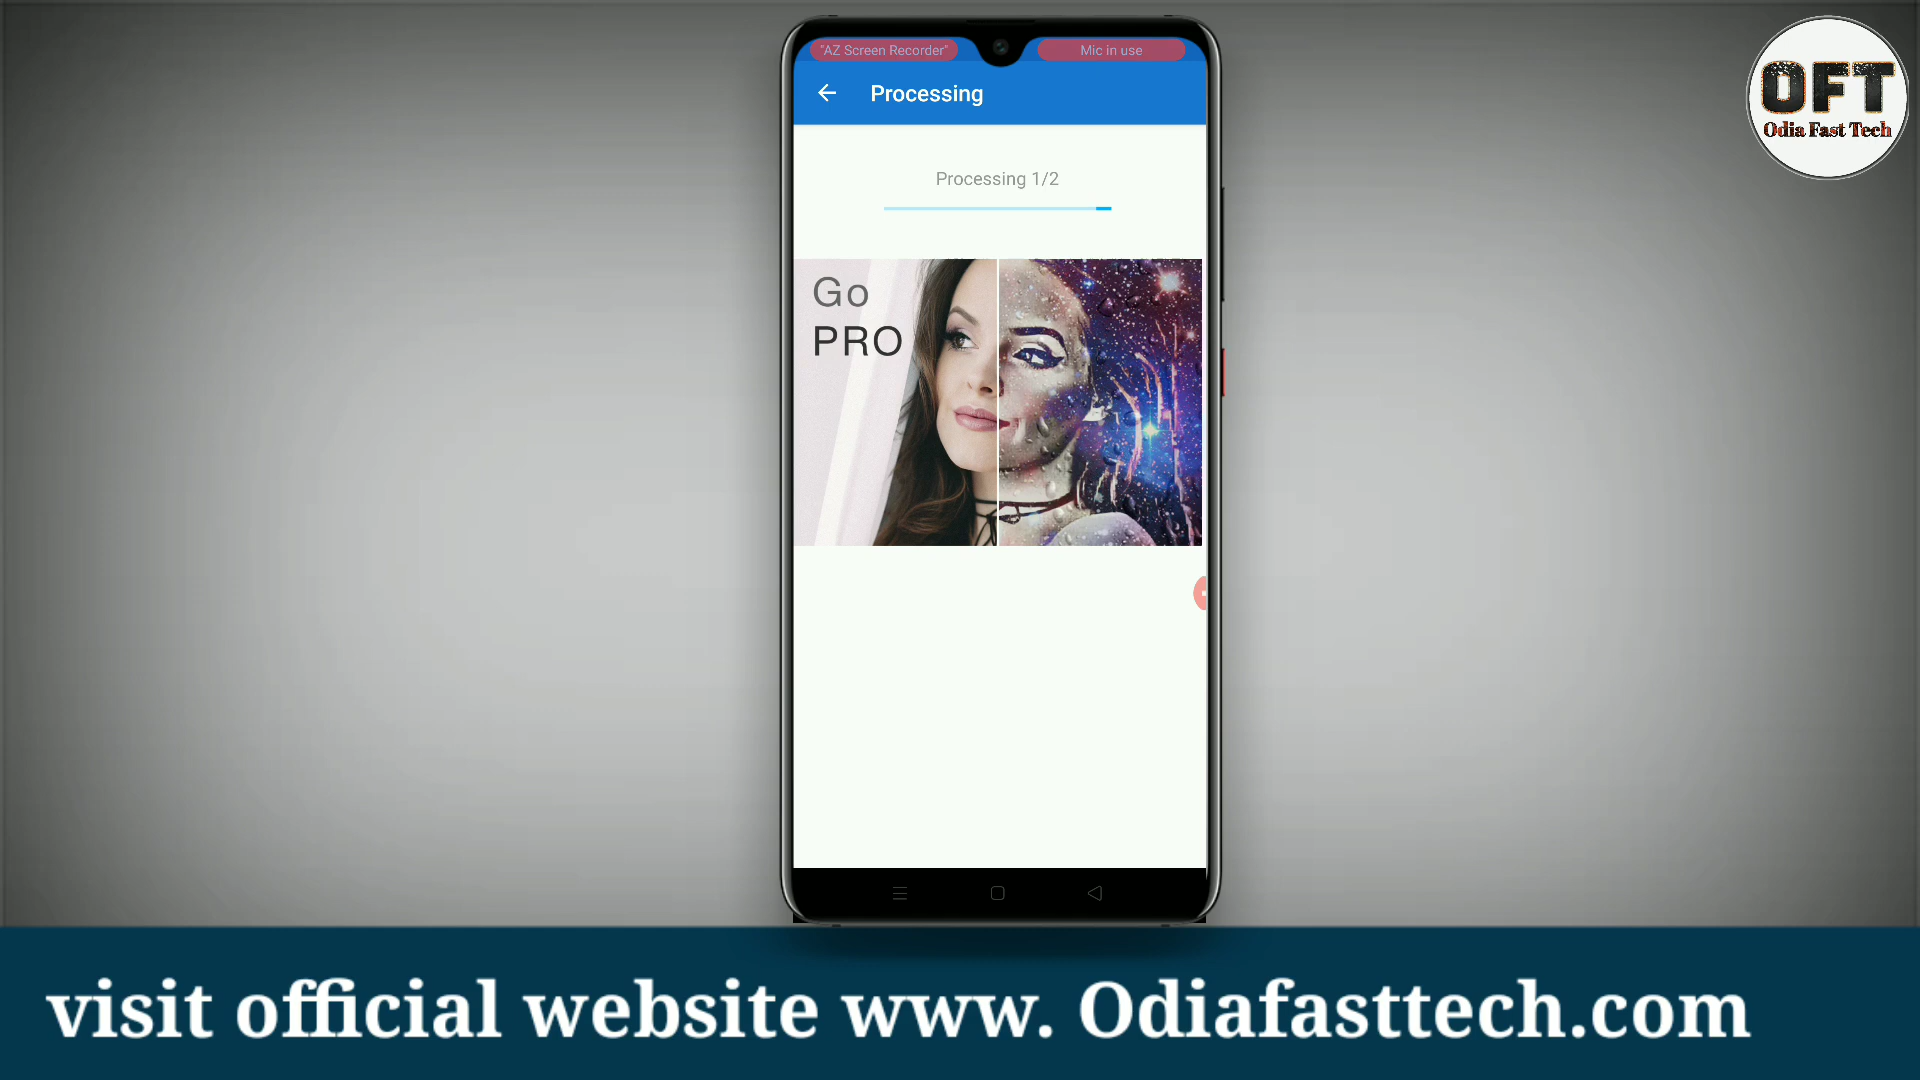 "AZ Screen Recorder"
Mic in use
OFT
Odia Fast Tech
Processing
Processing 1/2
Go
PRO
visit official website www. Odiafasttech.com